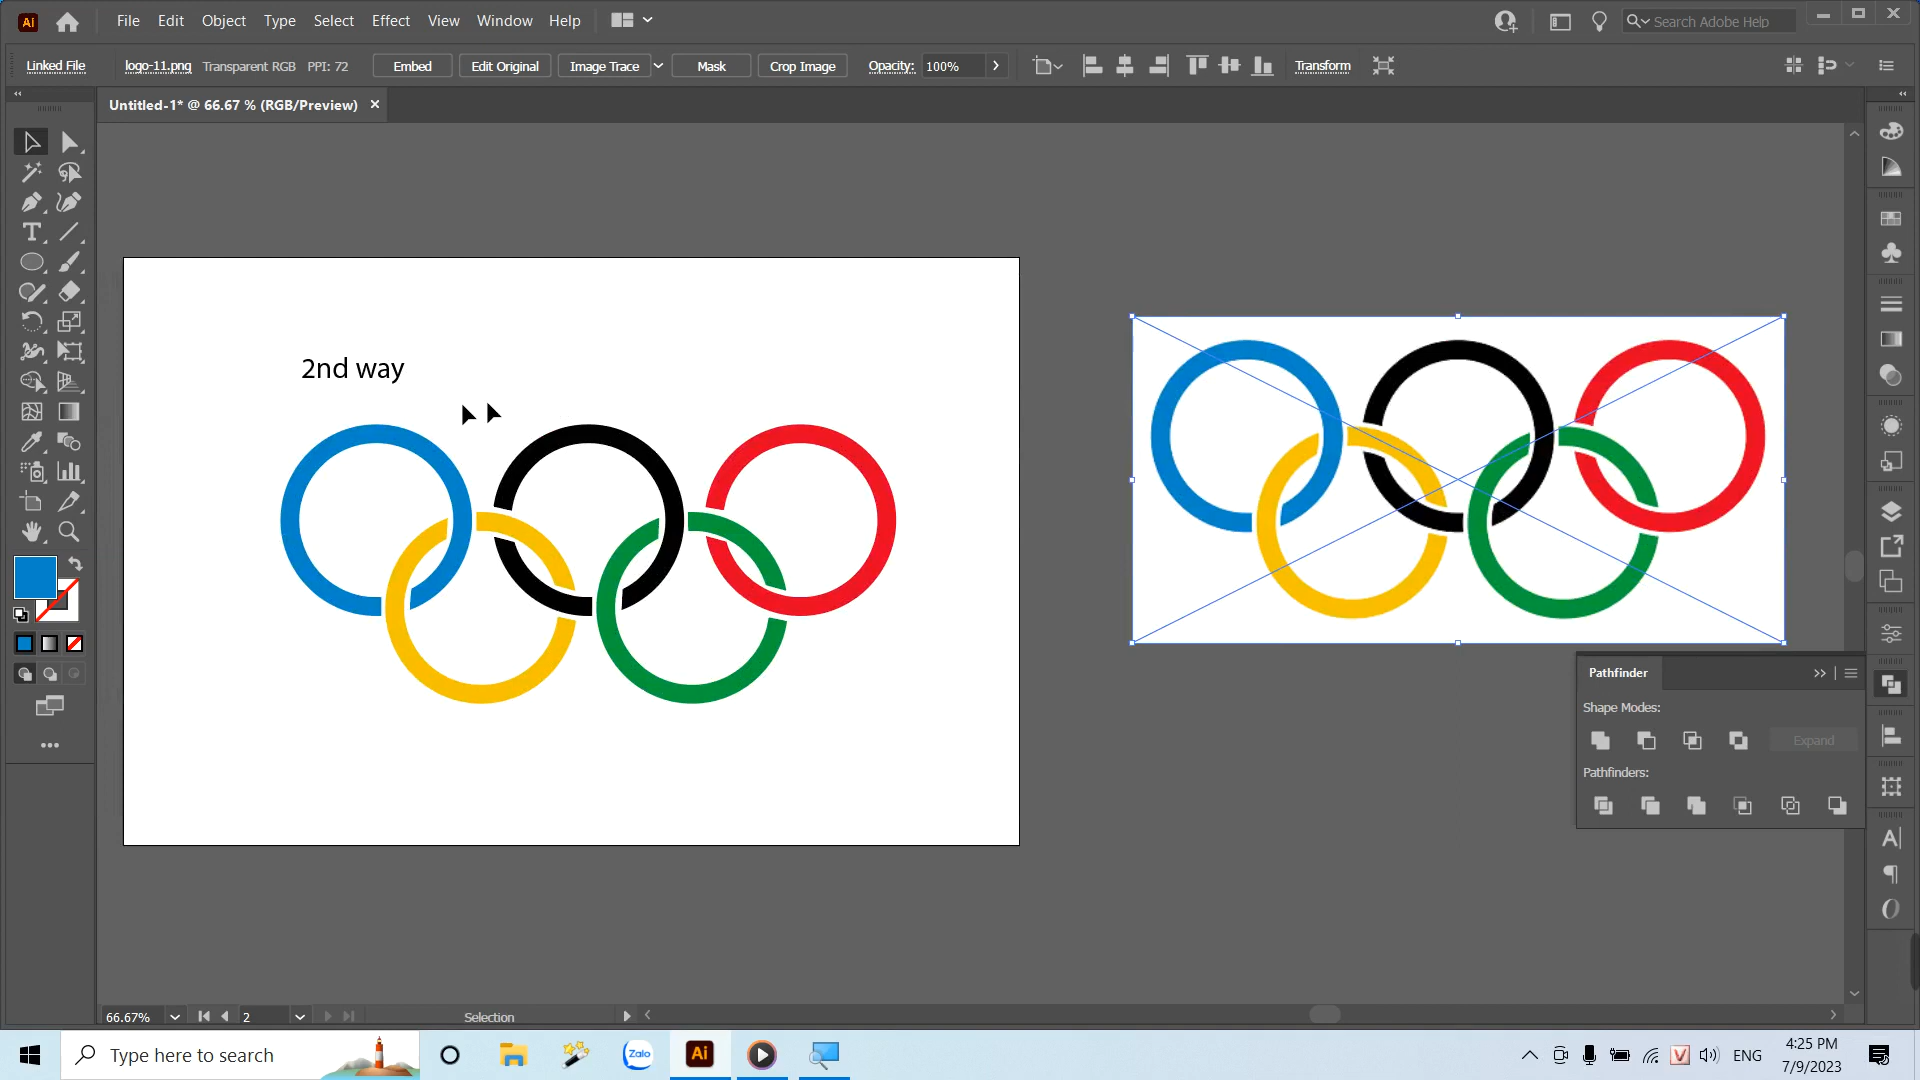 Ai File Edit Object Type Select Effect View Window Help Search Adobe Help
Linked File logo-11.png Transparent RGB PPI: 72 Embed Edit Original Image Trace Mask Crop Image Opacity: 100% Transform
Untitled-1* @ 66.67 % (RGB/Preview)
2nd way
Pathfinder
Shape Modes:
Expand
Pathfinders:
66.67% 2 Selection
Type here to search Zalo Ai V ENG 4:25 PM
7/9/2023